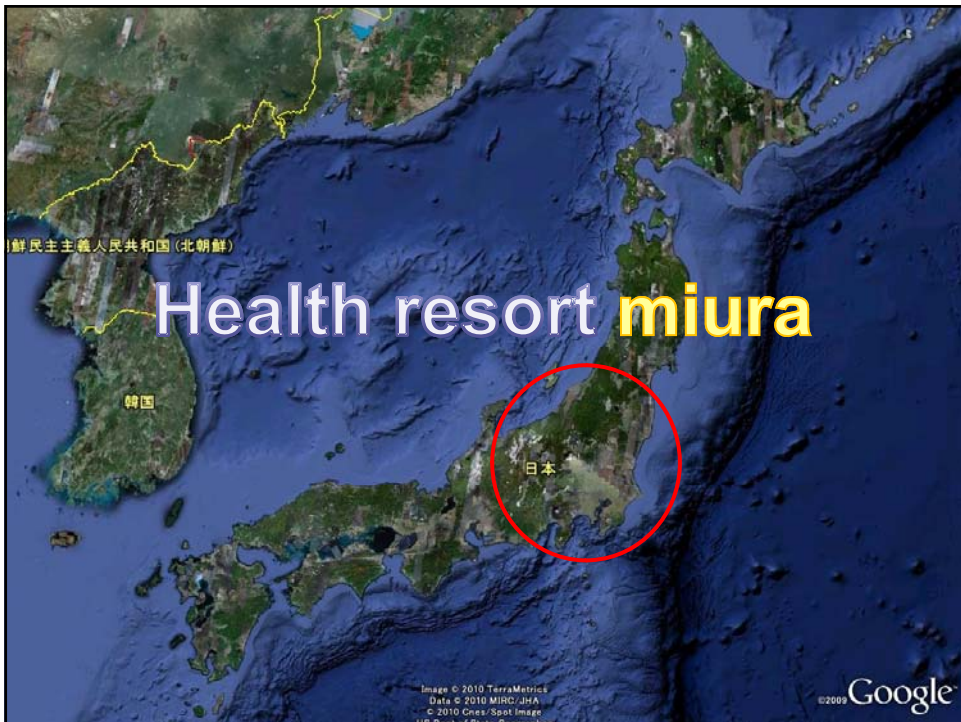 鮮民主主義人民共和国 (北朝鮮)
Health resort miura
韓国
日本
Image © 2010 TerraMetrics
Data © 2010 MIRC/JHA
© 2010 Cnes/Spot Image
©2009 Google